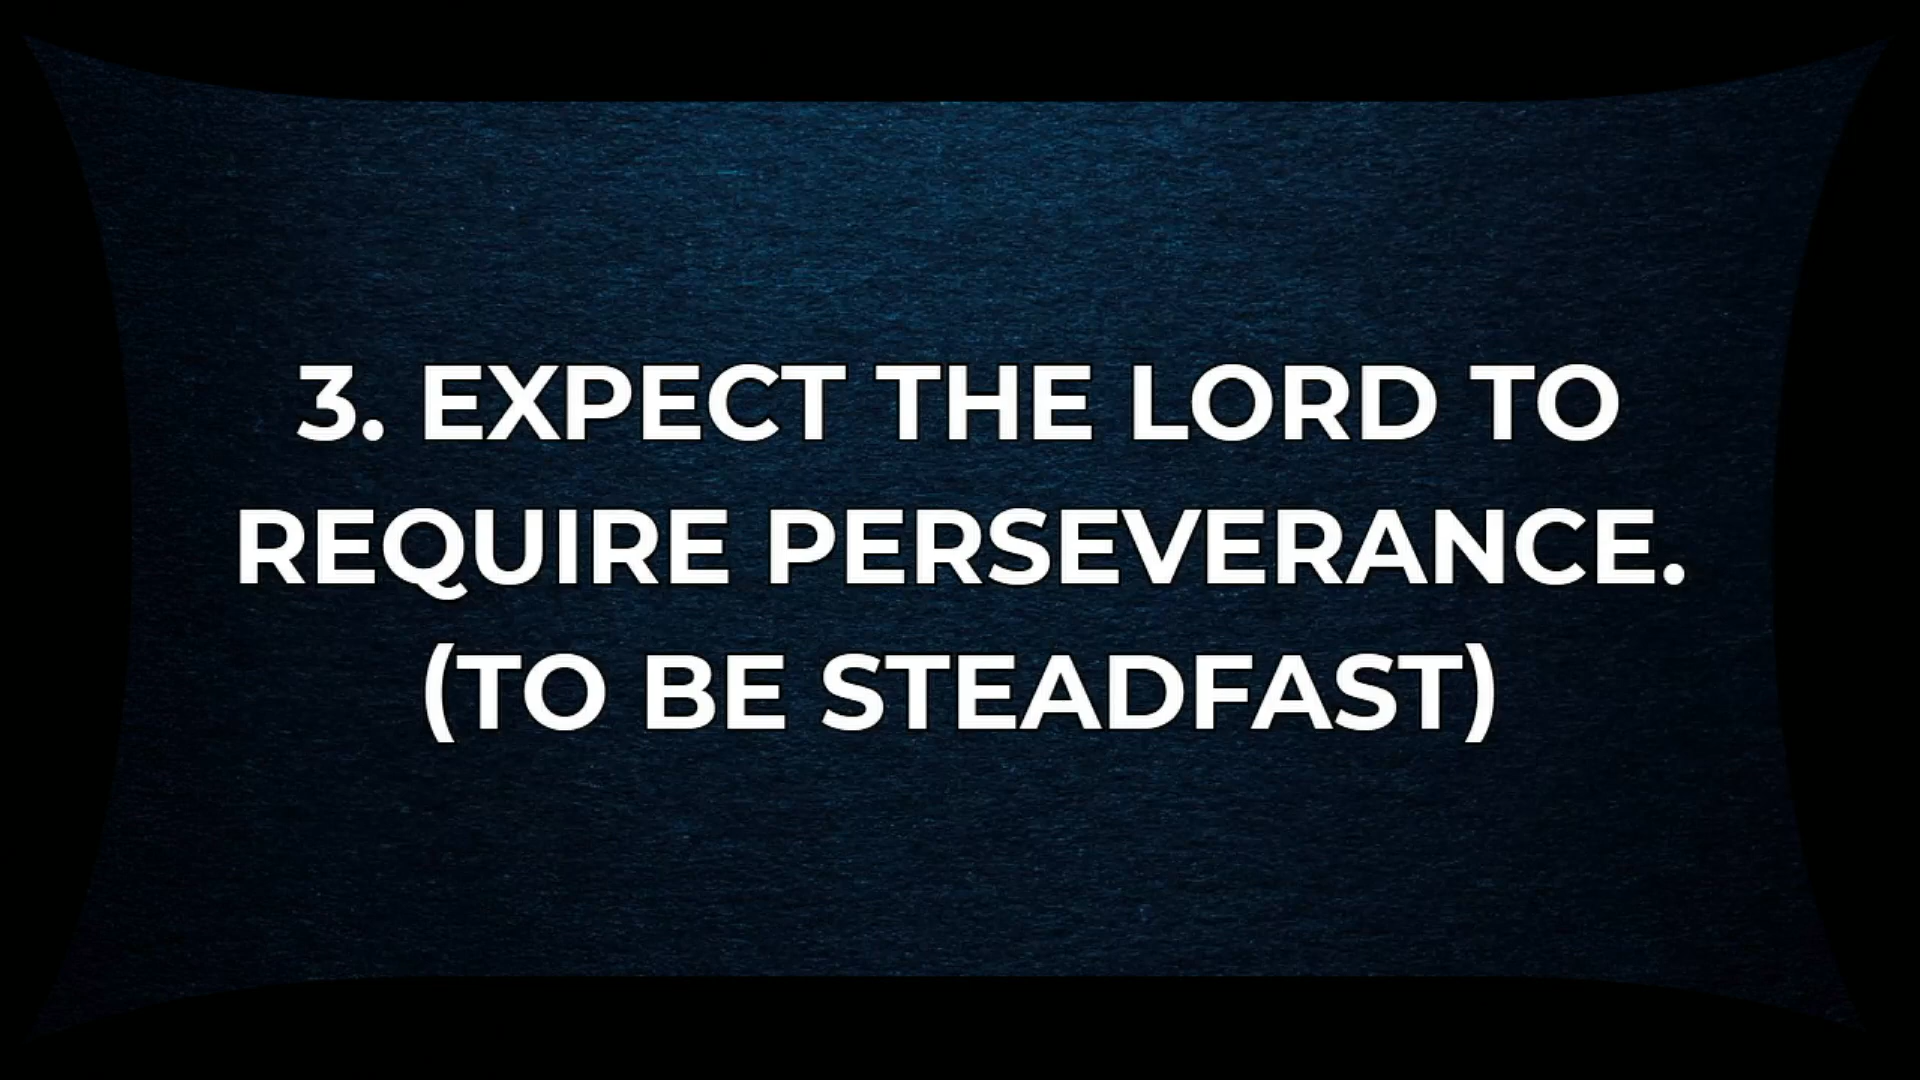 3. EXPECT THE LORD TO
REQUIRE PERSEVERANCE.
(TO BE STEADFAST)